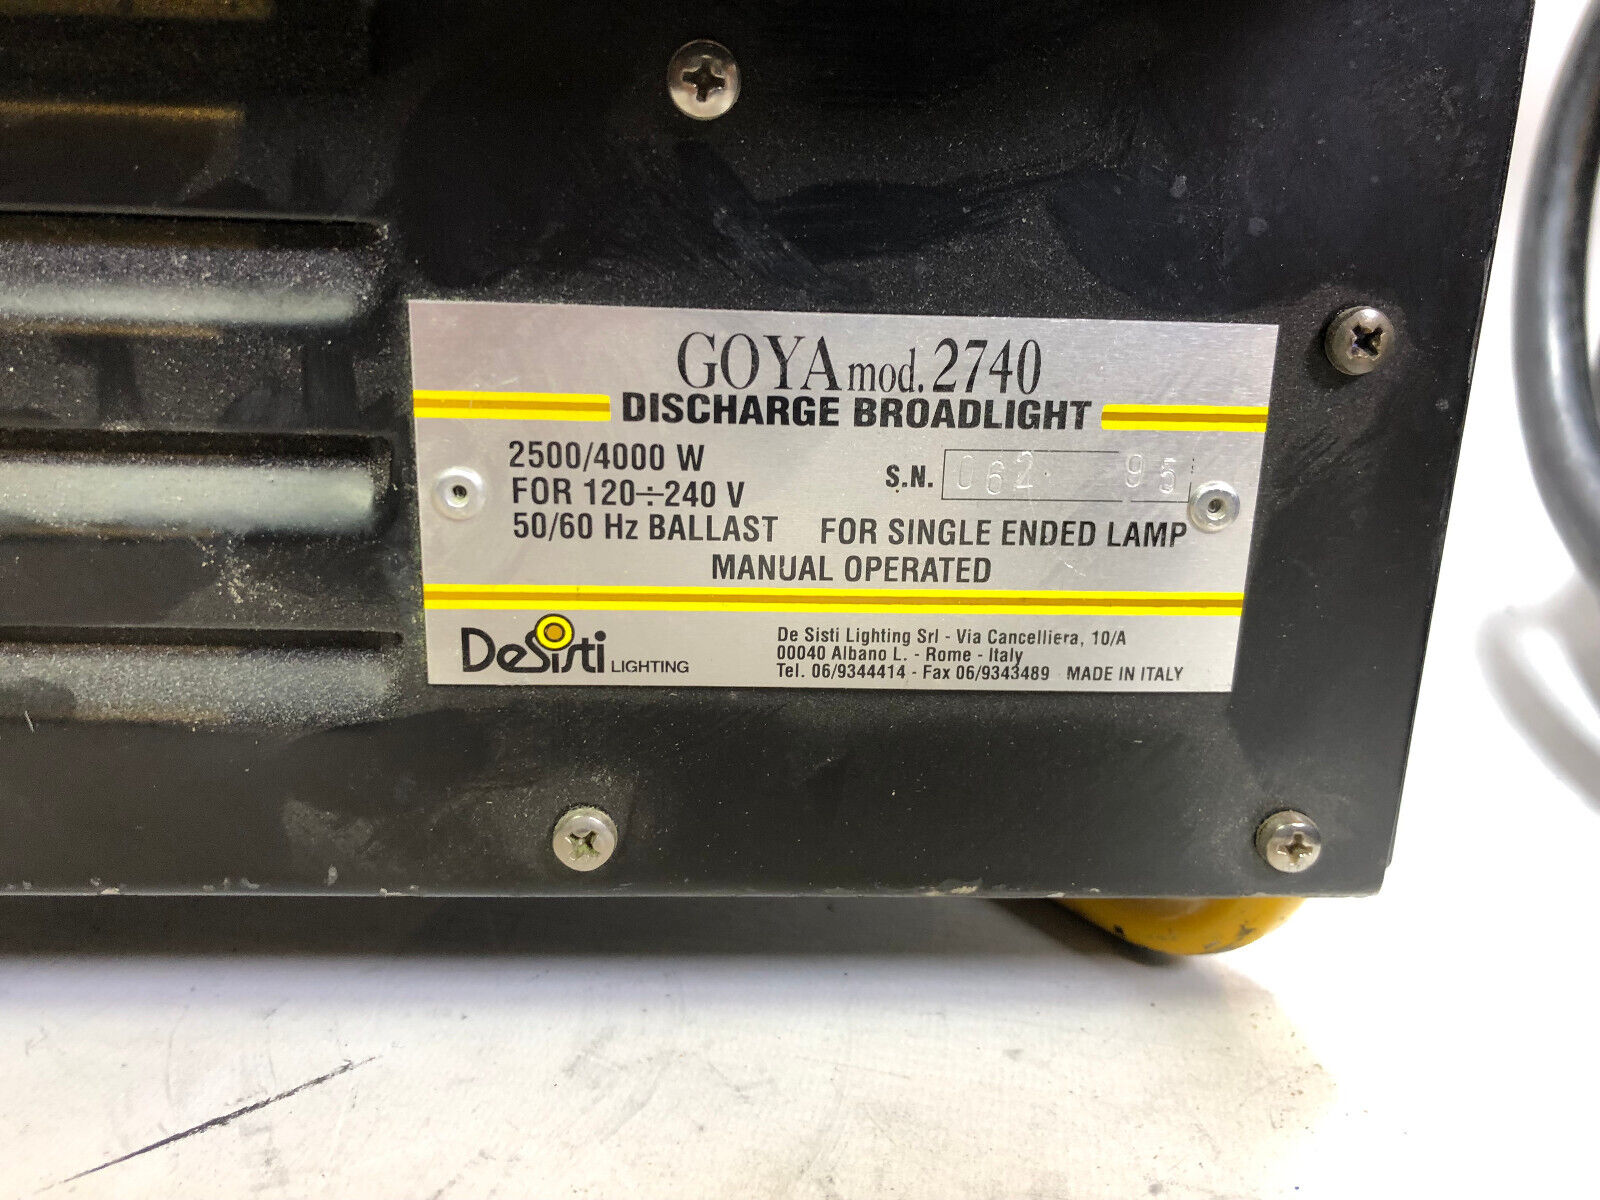 GOYA mod. 2740
DISCHARGE BROADLIGHT
2500/4000 W
S.N. 062 95
FOR 120÷240 V
50/60 Hz BALLAST FOR SINGLE ENDED LAMP
MANUAL OPERATED
DeSisti LIGHTING
De Sisti Lighting Srl - Via Cancelliera, 10/A
00040 Albano L. - Rome - Italy
Tel. 06/9344414 - Fax 06/9343489 MADE IN ITALY